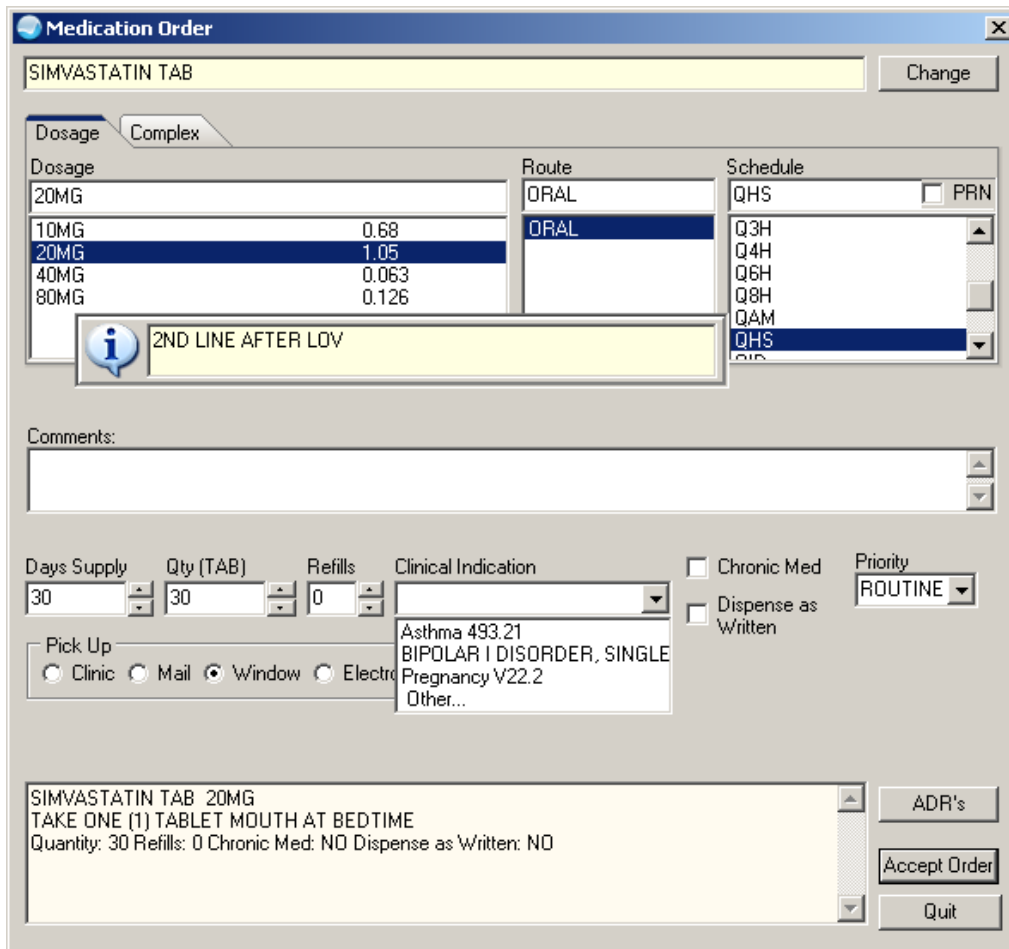 Medication Order
SIMVASTATIN TAB
Change
Dosage
Complex
Dosage
Route
Schedule
20MG
ORAL
QHS
PRN
10MG 0.68
20MG 1.05
40MG 0.063
80MG 0.126
ORAL
Q3H
Q4H
Q6H
Q8H
QAM
QHS
2ND LINE AFTER LOV
Comments:
Days Supply
Qty (TAB)
Refills
Clinical Indication
Chronic Med
Priority
30
30
0
ROUTINE
Dispense as
Written
Asthma 493.21
BIPOLAR I DISORDER, SINGLE
Pregnancy V22.2
Other...
Pick Up
Clinic
Mail
Window
Electro
SIMVASTATIN TAB 20MG
TAKE ONE (1) TABLET MOUTH AT BEDTIME
Quantity: 30 Refills: 0 Chronic Med: NO Dispense as Written: NO
ADR's
Accept Order
Quit